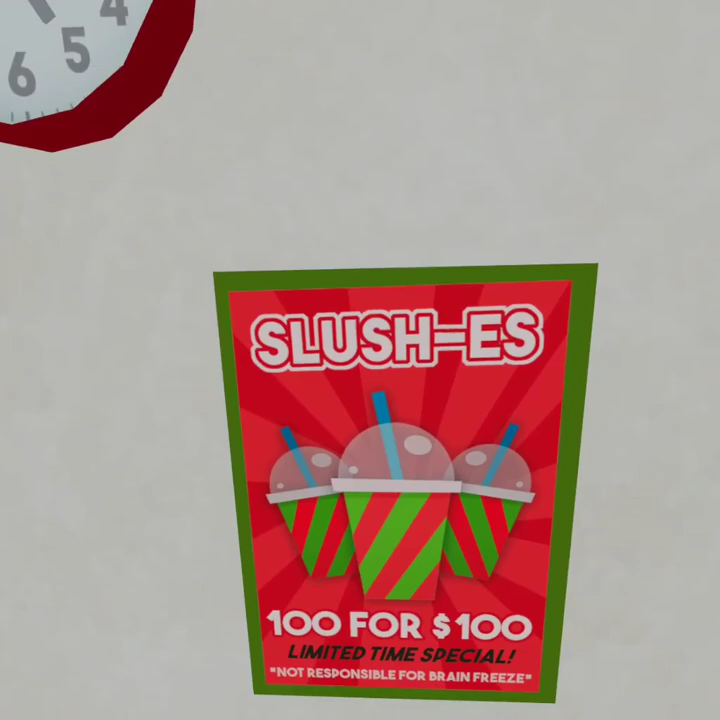 4
5
6
SLUSH-ES
100 FOR $100
LIMITED TIME SPECIAL!
*NOT RESPONSIBLE FOR BRAIN FREEZE*